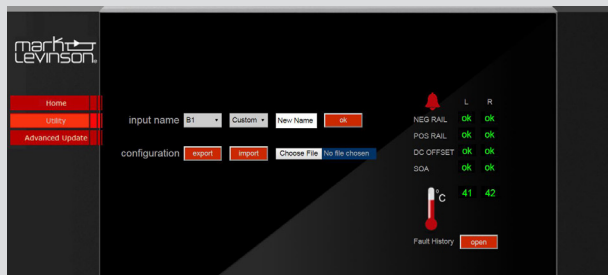 mark
Levinson®
Home
Utility
Advanced Update
input name B1 Custom New Name ok
configuration export import Choose File No file chosen
L R
NEG RAIL ok ok
POS RAIL ok ok
DC OFFSET ok ok
SOA ok ok
°C 41 42
Fault History open